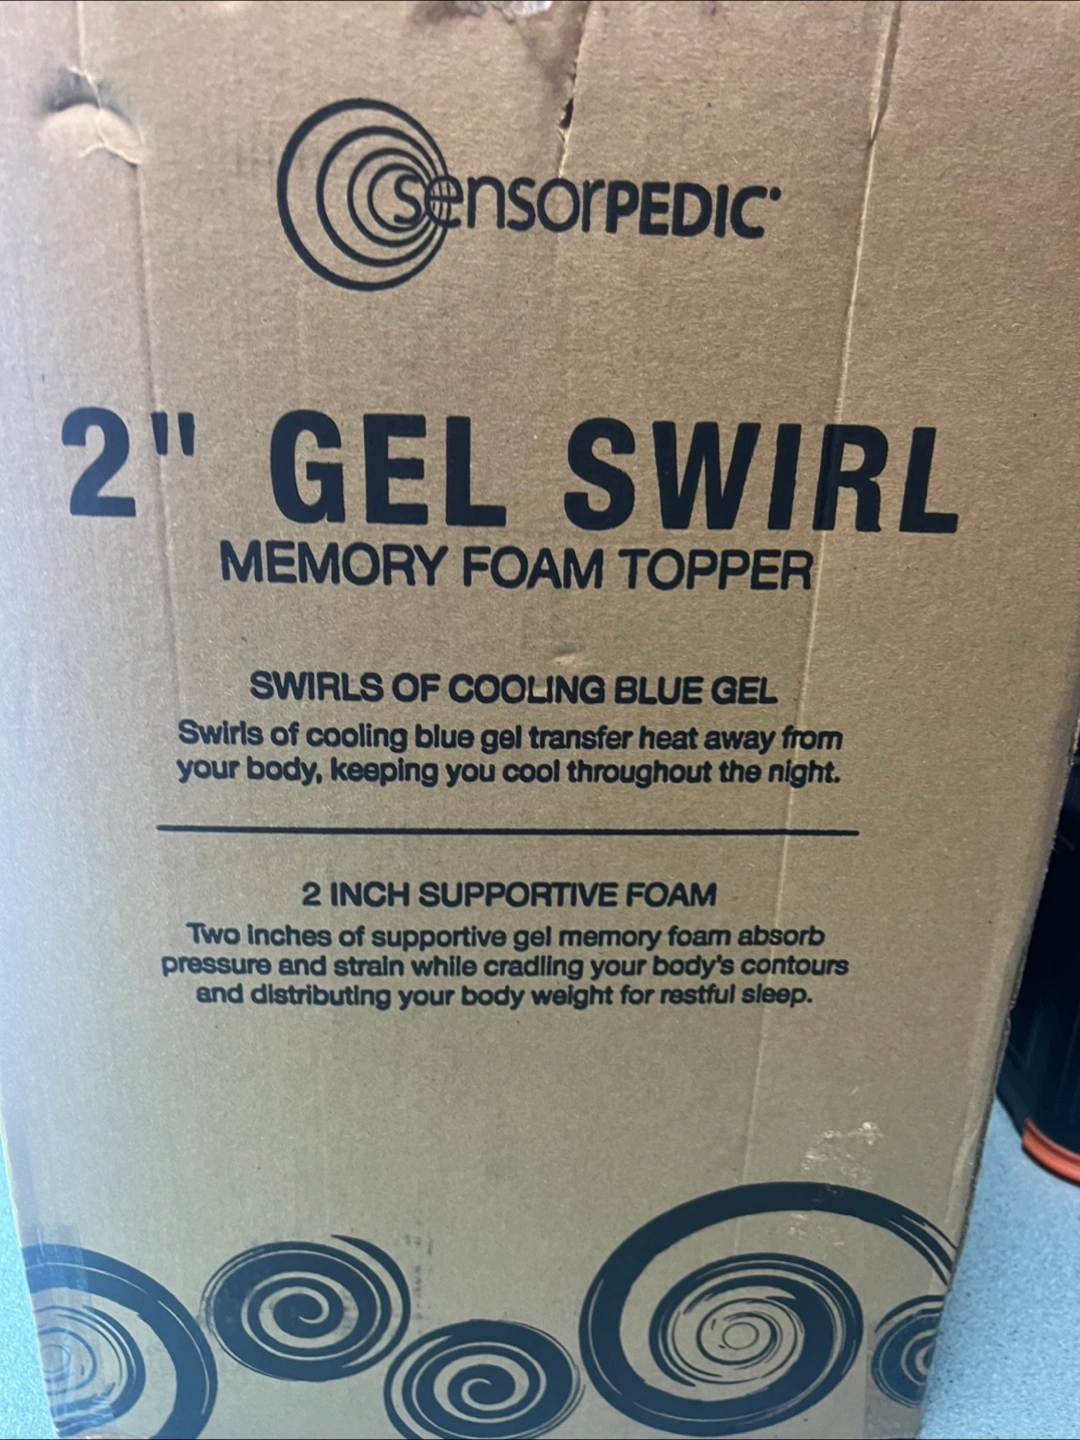 sensorPEDIC
2" GEL SWIRL
MEMORY FOAM TOPPER
SWIRLS OF COOLING BLUE GEL
Swirls of cooling blue gel transfer heat away from
your body, keeping you cool throughout the night.
2 INCH SUPPORTIVE FOAM
Two inches of supportive gel memory foam absorb
pressure and strain while cradling your body's contours
and distributing your body weight for restful sleep.